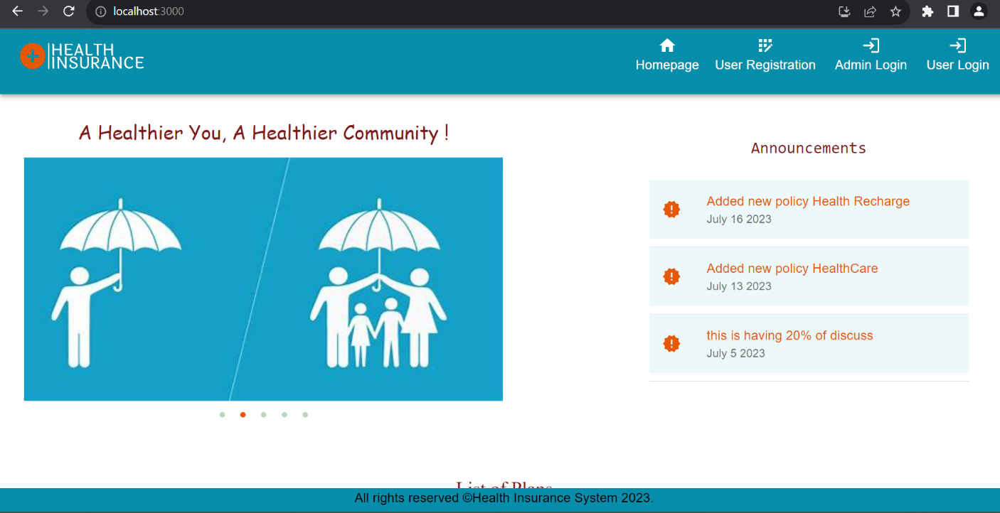 localhost:3000
HEALTH
INSURANCE
Homepage
User Registration
Admin Login
User Login
A Healthier You, A Healthier Community !
Announcements
Added new policy Health Recharge
July 16 2023
Added new policy HealthCare
July 13 2023
this is having 20% of discuss
July 5 2023
List of Plans
All rights reserved ©Health Insurance System 2023.